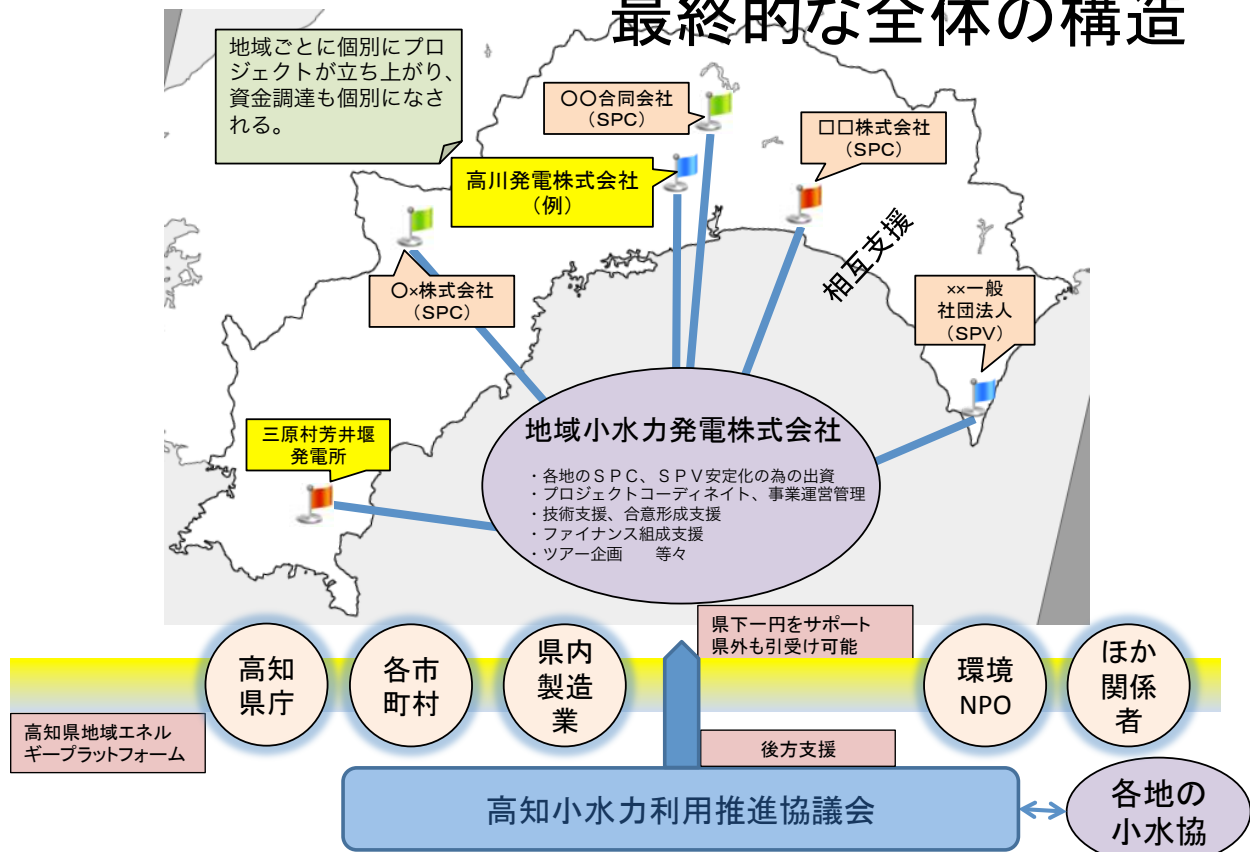 最終的な全体の構造
地域ごとに個別にプロ
ジェクトが立ち上がり、
資金調達も個別になさ
れる。
〇〇合同会社
（SPC）
□□株式会社
（SPC）
高川発電株式会社
（例）
〇×株式会社
（SPC）
相互支援
××一般
社団法人
（SPV）
三原村芳井堰
発電所
地域小水力発電株式会社
・各地のＳＰＣ、ＳＰＶ安定化の為の出資
・プロジェクトコーディネイト、事業運営管理
・技術支援、合意形成支援
・ファイナンス組成支援
・ツアー企画　　等々
県下一円をサポート
県外も引受け可能
高知
県庁
各市
町村
県内
製造
業
環境
NPO
ほか
関係
者
高知県地域エネル
ギープラットフォーム
後方支援
高知小水力利用推進協議会
各地の
小水協